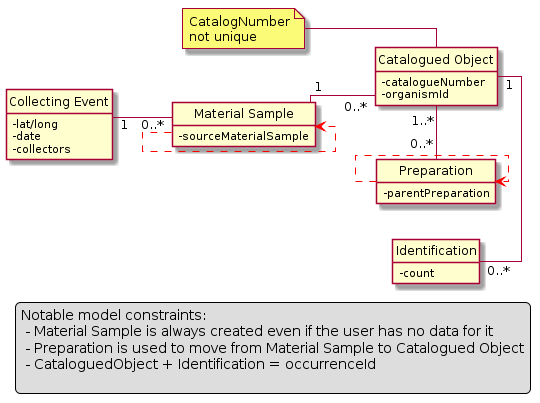 CatalogNumber
not unique
Catalogued Object
-catalogueNumber
-organismId
1
1
0..*
Collecting Event
-lat/long
-date
-collectors
1
0..*
Material Sample
-sourceMaterialSample
1..*
0..*
Preparation
-parentPreparation
Identification
-count
0..*
Notable model constraints:
- Material Sample is always created even if the user has no data for it
- Preparation is used to move from Material Sample to Catalogued Object
- CataloguedObject + Identification = occurrenceId